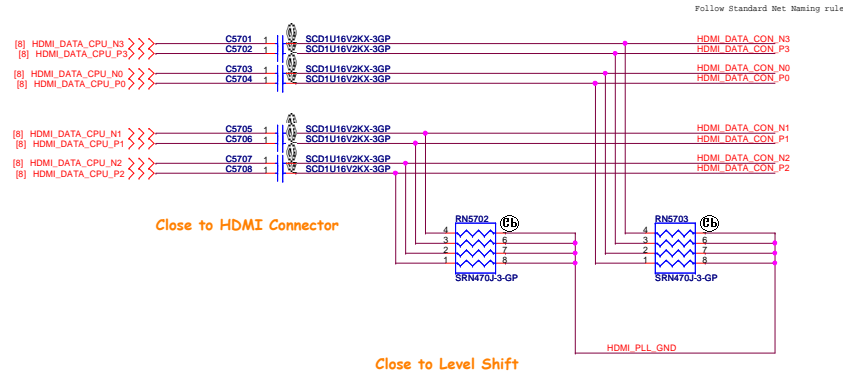 Follow Standard Net Naming rule
C5701 1 SCD1U16V2KX-3GP
[8] HDMI_DATA_CPU_N3 HDMI_DATA_CON_N3
C5702 1 SCD1U16V2KX-3GP
[8] HDMI_DATA_CPU_P3 HDMI_DATA_CON_P3
C5703 1 SCD1U16V2KX-3GP
[8] HDMI_DATA_CPU_N0 HDMI_DATA_CON_N0
C5704 1 SCD1U16V2KX-3GP
[8] HDMI_DATA_CPU_P0 HDMI_DATA_CON_P0
C5705 1 SCD1U16V2KX-3GP
[8] HDMI_DATA_CPU_N1 HDMI_DATA_CON_N1
C5706 1 SCD1U16V2KX-3GP
[8] HDMI_DATA_CPU_P1 HDMI_DATA_CON_P1
C5707 1 SCD1U16V2KX-3GP
[8] HDMI_DATA_CPU_N2 HDMI_DATA_CON_N2
C5708 1 SCD1U16V2KX-3GP
[8] HDMI_DATA_CPU_P2 HDMI_DATA_CON_P2
Close to HDMI Connector
RN5702 RN5703
4 4
3 6 3 6
2 7 2 7
1 8 1 8
SRN470J-3-GP SRN470J-3-GP
HDMI_PLL_GND
Close to Level Shift